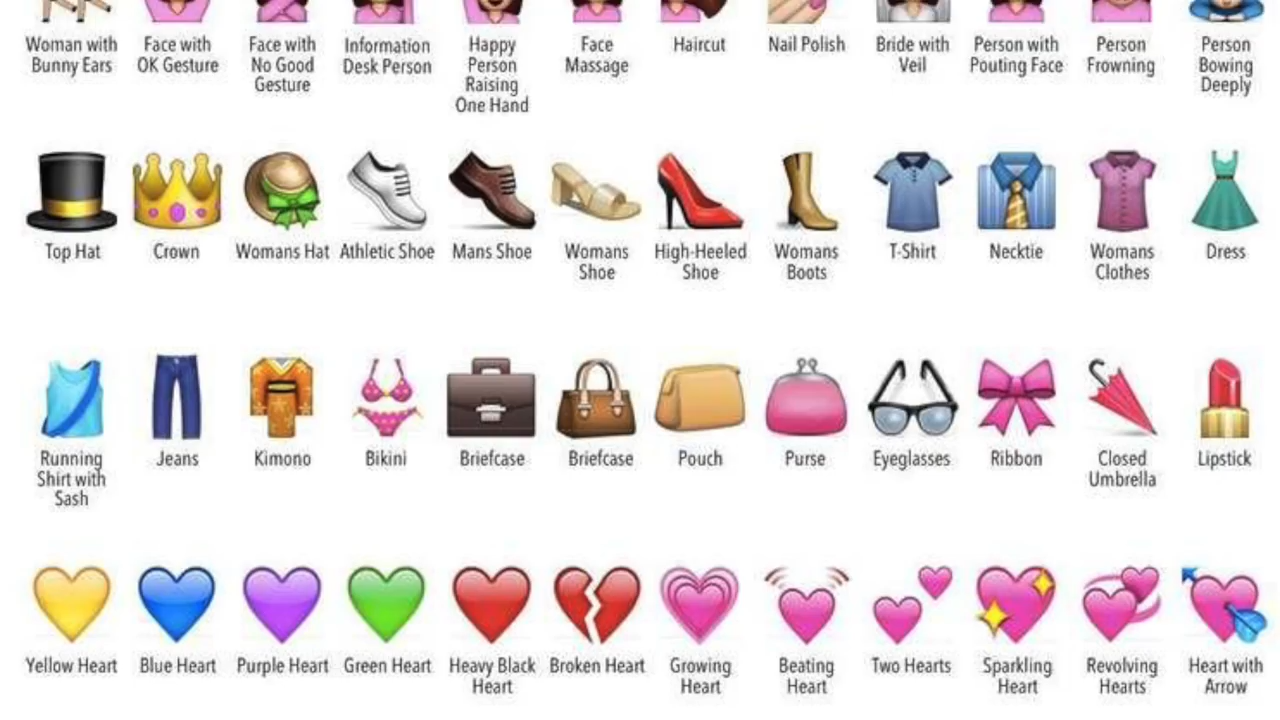 Woman with Bunny Ears
Face with OK Gesture
Face with No Good Gesture
Information Desk Person
Happy Person Raising One Hand
Face Massage
Haircut
Nail Polish
Bride with Veil
Person with Pouting Face
Person Frowning
Person Bowing Deeply
Top Hat
Crown
Womans Hat
Athletic Shoe
Mans Shoe
Womans Shoe
High-Heeled Shoe
Womans Boots
T-Shirt
Necktie
Womans Clothes
Dress
Running Shirt with Sash
Jeans
Kimono
Bikini
Briefcase
Briefcase
Pouch
Purse
Eyeglasses
Ribbon
Closed Umbrella
Lipstick
Yellow Heart
Blue Heart
Purple Heart
Green Heart
Heavy Black Heart
Broken Heart
Growing Heart
Beating Heart
Two Hearts
Sparkling Heart
Revolving Hearts
Heart with Arrow